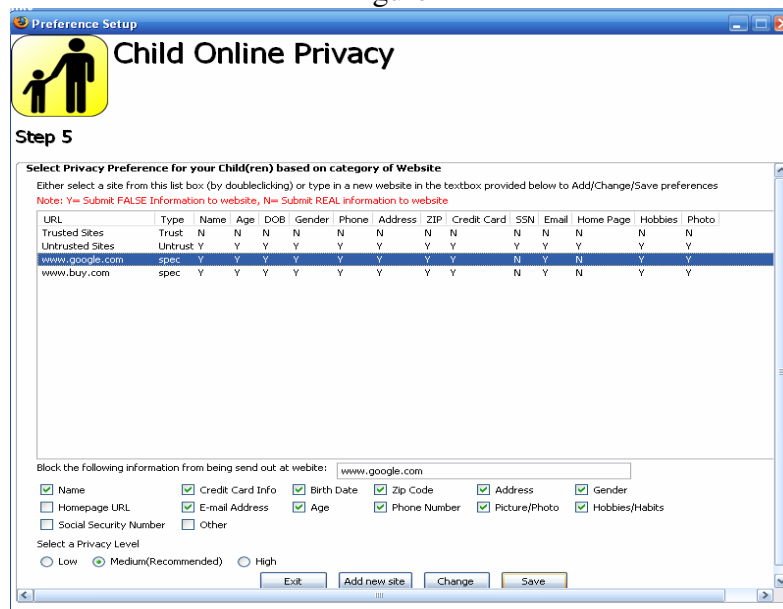 Preference Setup
Child Online Privacy
Step 5
Select Privacy Preference for your Child(ren) based on category of Website
Either select a site from this list box (by doubleclicking) or type in a new website in the textbox provided below to Add/Change/Save preferences
Note: Y= Submit FALSE Information to website, N= Submit REAL information to website
URL Type Name Age DOB Gender Phone Address ZIP Credit Card SSN Email Home Page Hobbies Photo
Trusted Sites Trust N N N N N N N N N N N N N
Untrusted Sites Untrust Y Y Y Y Y Y Y Y Y Y Y Y Y
www.google.com spec Y Y Y Y Y Y Y Y N Y N Y Y
www.buy.com spec Y Y Y Y Y Y Y Y N Y N Y Y
Block the following information from being send out at webite: www.google.com
Name Credit Card Info Birth Date Zip Code Address Gender
Homepage URL E-mail Address Age Phone Number Picture/Photo Hobbies/Habits
Social Security Number Other
Select a Privacy Level
Low Medium(Recommended) High
Exit Add new site Change Save